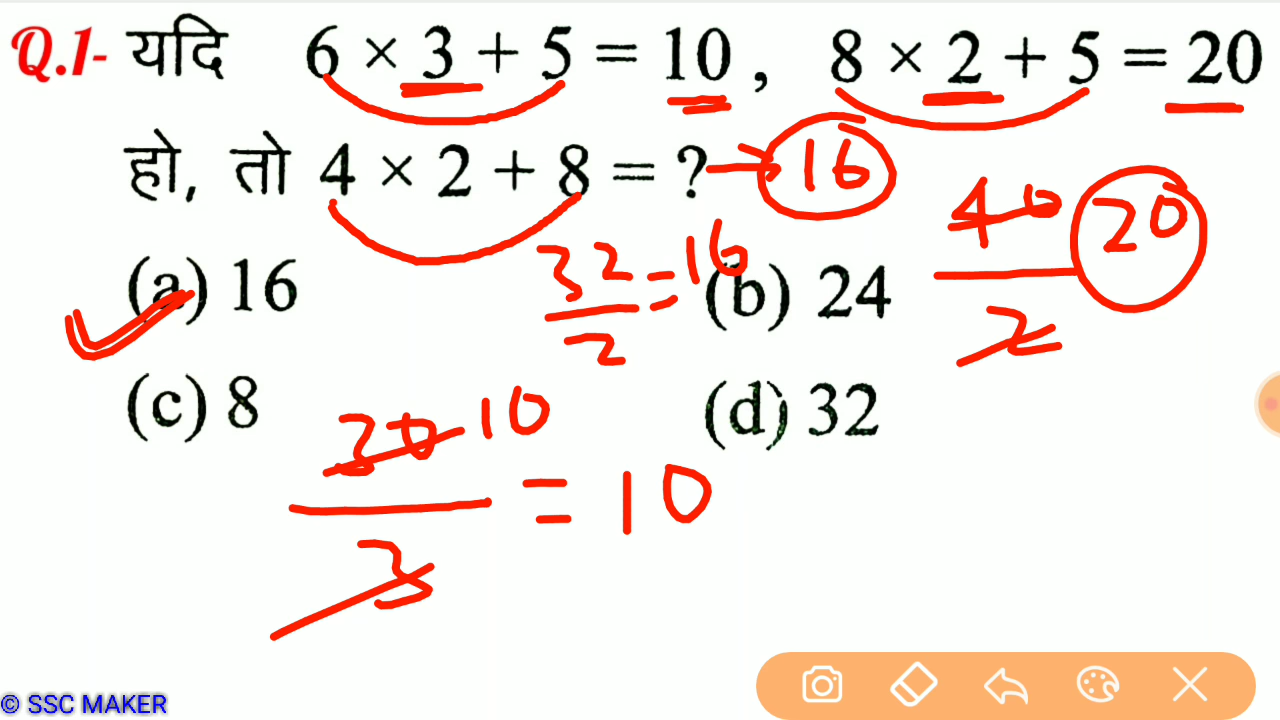 Q.1- यदि 6 × 3 + 5 = 10, 8 × 2 + 5 = 20
हो, तो 4 × 2 + 8 = ? → 16
40
2
20
32
2
= 16
(a) 16 (b) 24
(c) 8 (d) 32
30 10
3
= 10
© SSC MAKER